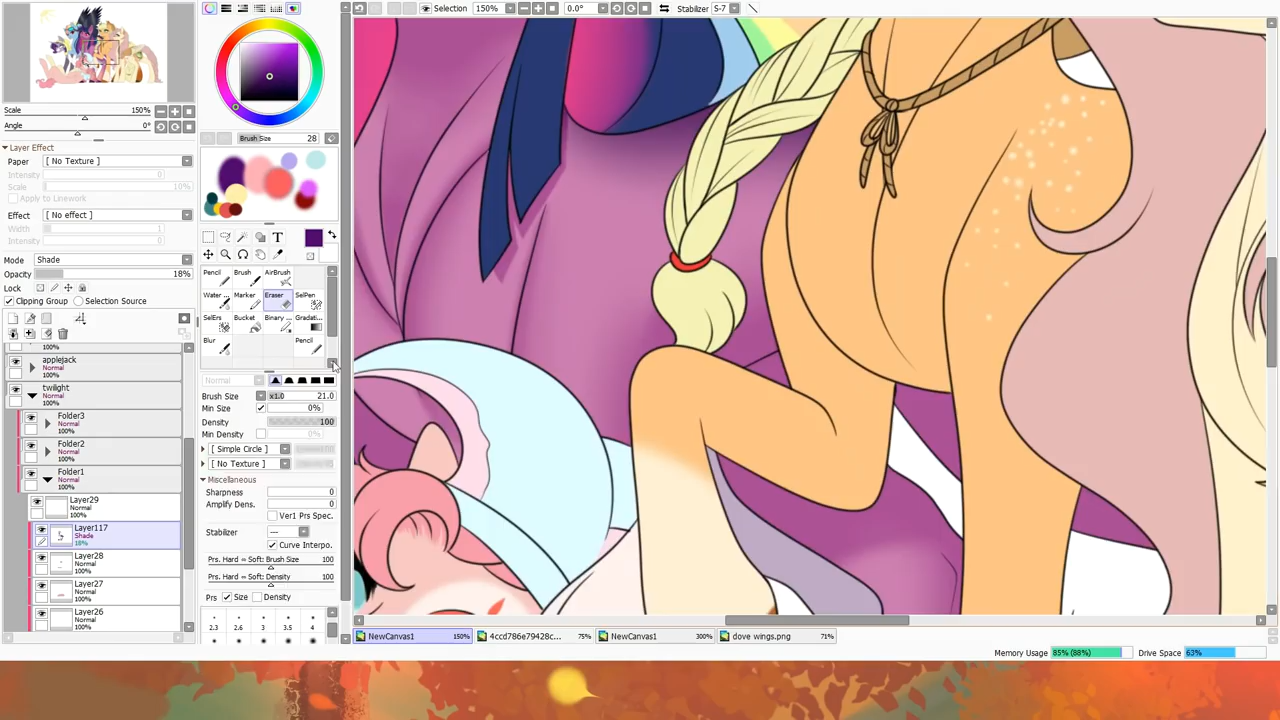 Selection 150% 0.0° Stabilizer S-7
Scale 150%
Angle 0°
Layer Effect
Paper [ No Texture ]
Intensity 0
Scale 10%
Apply to Linework
Effect [ No effect ]
Width 1
Intensity 0
Mode Shade
Opacity 18%
Lock
Clipping Group Selection Source
100%
applejack
Normal
100%
twilight
Normal
100%
Folder3
Normal
100%
Folder2
Normal
100%
Folder1
Normal
100%
Layer29
Normal
100%
Layer117
Shade
18%
Layer28
Normal
100%
Layer27
Normal
100%
Layer26
Normal
100%
Brush Size 28
T
Pencil Brush AirBrush
Water ... Marker Eraser SelPen
SelErs Bucket Binary ... Gradati...
Blur Pencil
Normal
Brush Size x1.0 21.0
Min Size 0%
Density 100
Min Density 0%
[ Simple Circle ]
[ No Texture ]
Miscellaneous
Sharpness 0
Amplify Dens. 0
Ver1 Prs Spec.
Stabilizer ---
Curve Interpo.
Prs. Hard ⇔ Soft: Brush Size 100
Prs. Hard ⇔ Soft: Density 100
Prs Size Density
2.3 2.6 3 3.5 4
NewCanvas1 150% 4ccd786e79428c... 75% NewCanvas1 300% dove wings.png 71%
Memory Usage 85% (88%) Drive Space 63%